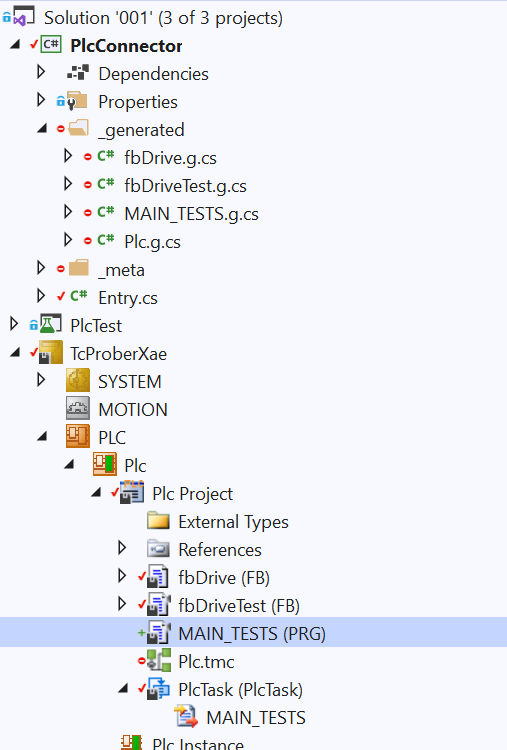 Solution '001' (3 of 3 projects)
C# PlcConnector
Dependencies
Properties
_generated
C# fbDrive.g.cs
C# fbDriveTest.g.cs
C# MAIN_TESTS.g.cs
C# Plc.g.cs
_meta
C# Entry.cs
PlcTest
TcProberXae
SYSTEM
MOTION
PLC
Plc
Plc Project
External Types
References
fbDrive (FB)
fbDriveTest (FB)
MAIN_TESTS (PRG)
Plc.tmc
PlcTask (PlcTask)
MAIN_TESTS
Plc Instance